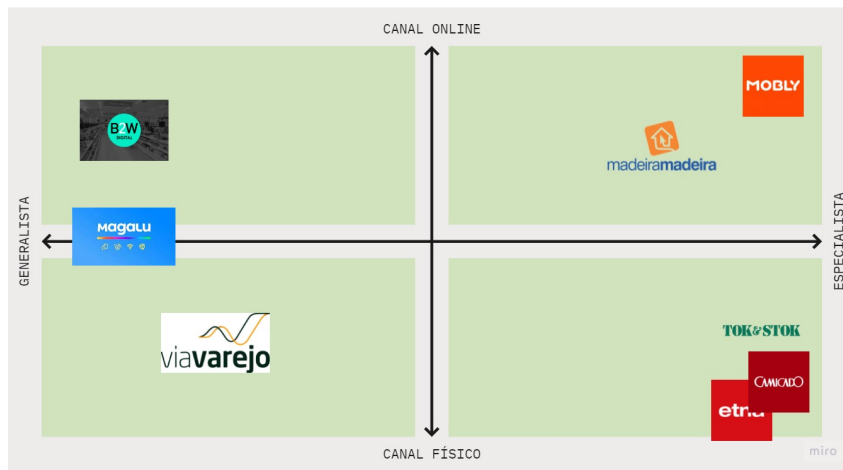 CANAL ONLINE
MOBLY
B2W
DIGITAL
madeiramadeira
GENERALISTA
magalu
ESPECIALISTA
viavarejo
TOK&STOK
CAMICADO
etna
CANAL FÍSICO
miro